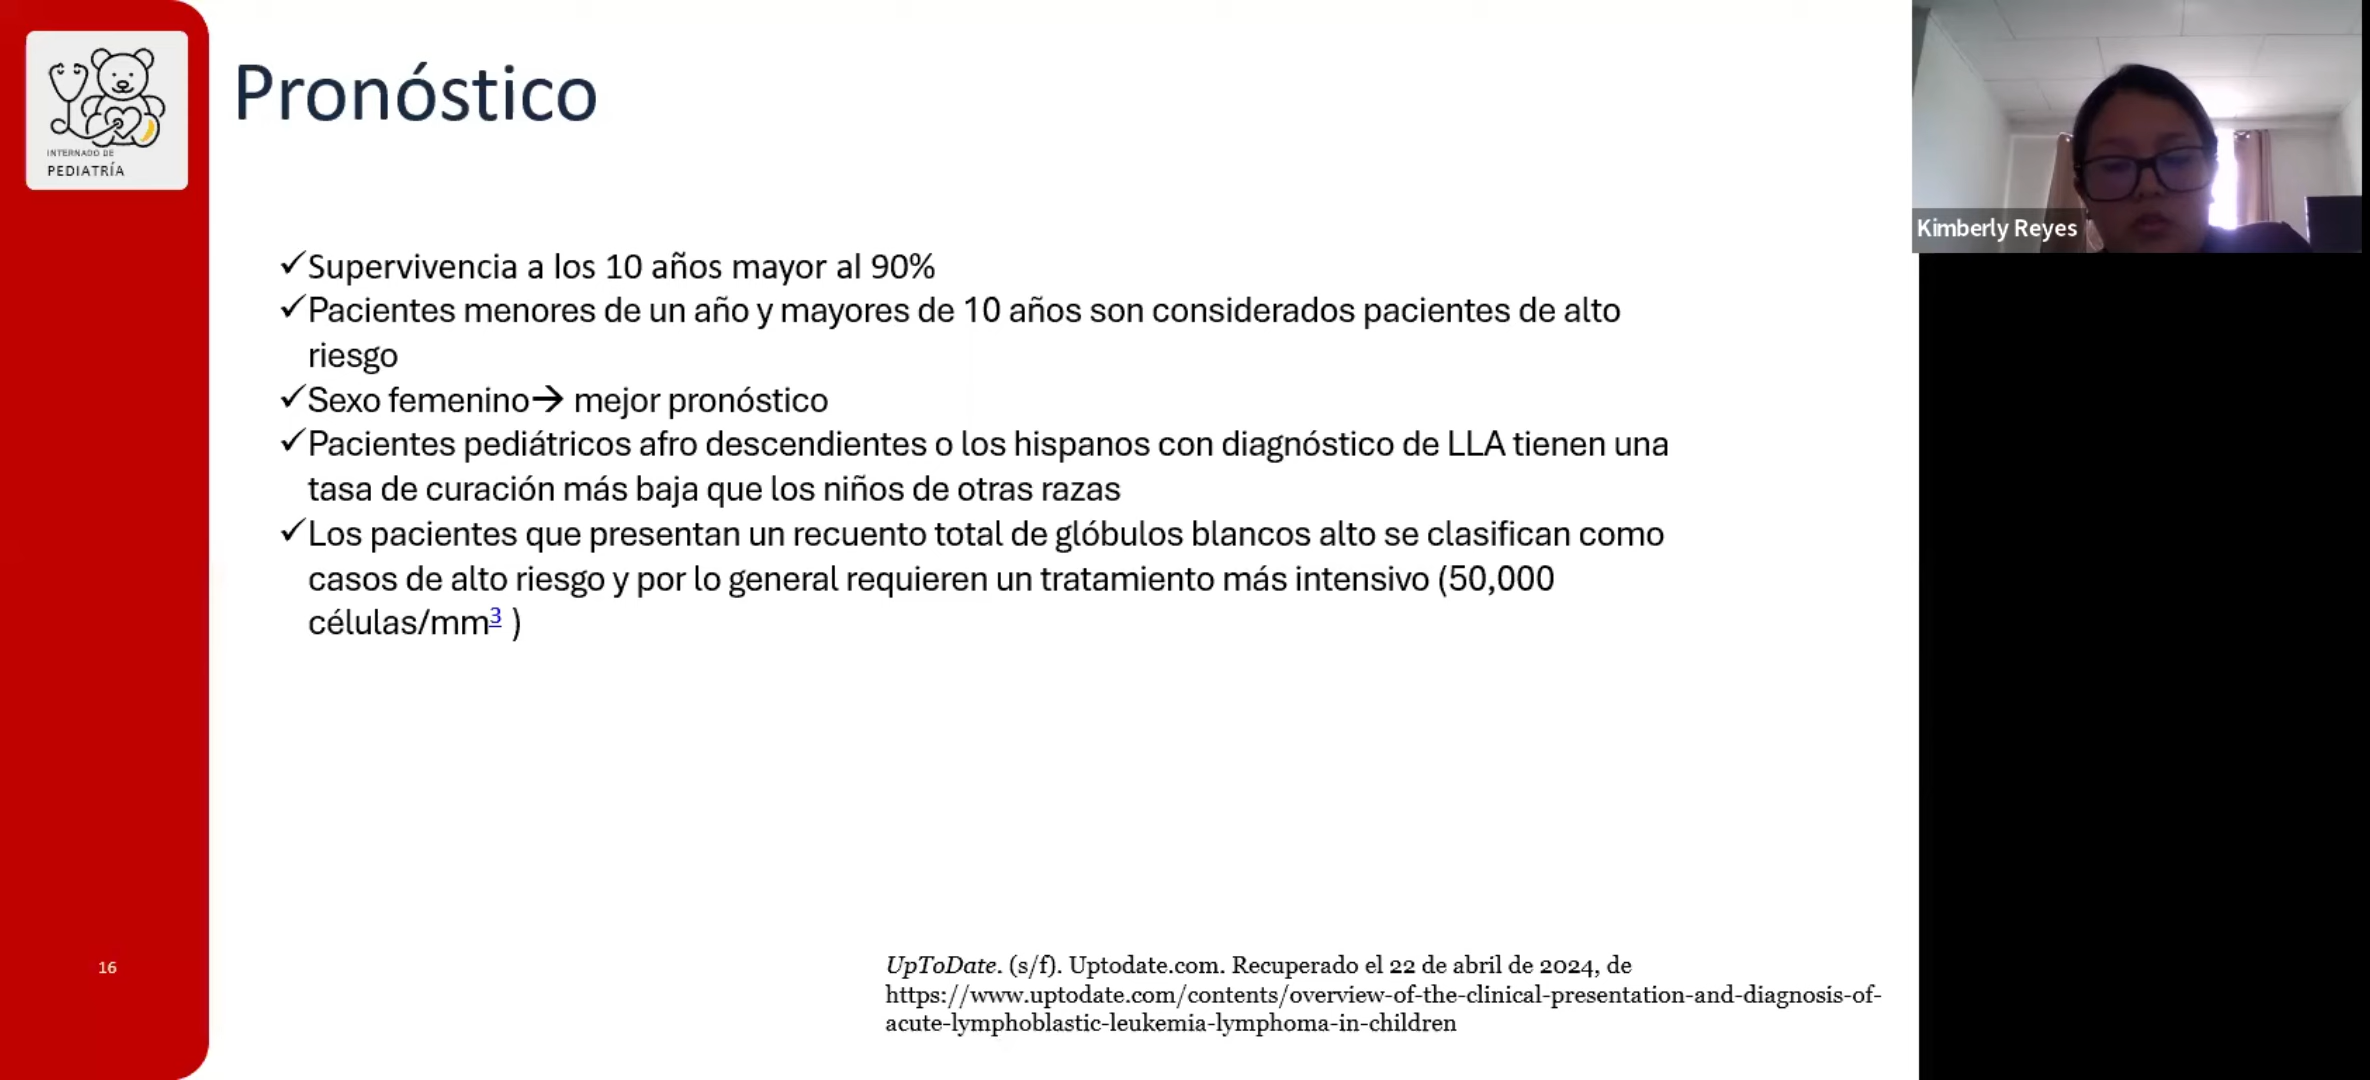 INTERNADO DE
PEDIATRÍA
Pronóstico
Kimberly Reyes
✓Supervivencia a los 10 años mayor al 90%
✓Pacientes menores de un año y mayores de 10 años son considerados pacientes de alto
riesgo
✓Sexo femenino→ mejor pronóstico
✓Pacientes pediátricos afro descendientes o los hispanos con diagnóstico de LLA tienen una
tasa de curación más baja que los niños de otras razas
✓Los pacientes que presentan un recuento total de glóbulos blancos alto se clasifican como
casos de alto riesgo y por lo general requieren un tratamiento más intensivo (50,000
células/mm³ )
16
UpToDate. (s/f). Uptodate.com. Recuperado el 22 de abril de 2024, de
https://www.uptodate.com/contents/overview-of-the-clinical-presentation-and-diagnosis-of-
acute-lymphoblastic-leukemia-lymphoma-in-children